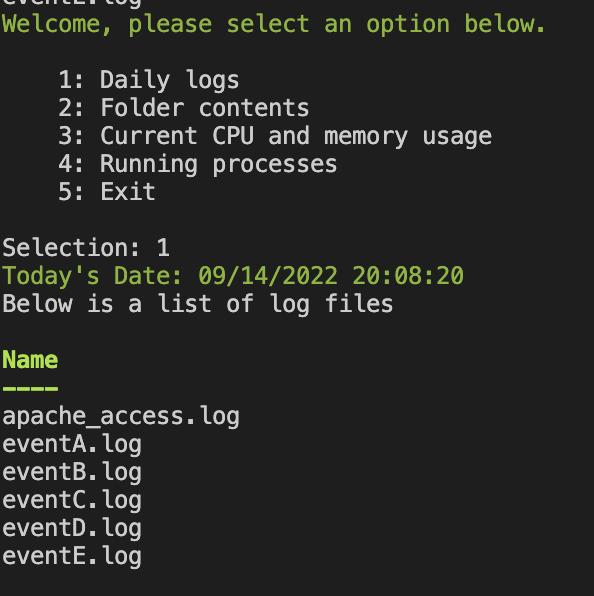 eventE.log
Welcome, please select an option below.
1: Daily logs
2: Folder contents
3: Current CPU and memory usage
4: Running processes
5: Exit
Selection: 1
Today's Date: 09/14/2022 20:08:20
Below is a list of log files
Name
----
apache_access.log
eventA.log
eventB.log
eventC.log
eventD.log
eventE.log